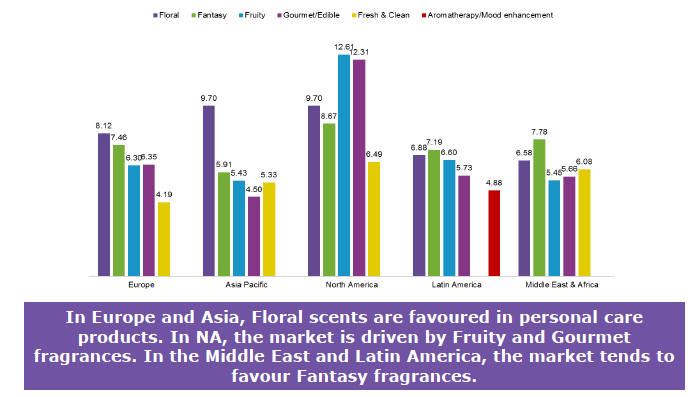 Floral Fantasy Fruity Gourmet/Edible Fresh & Clean Aromatherapy/Mood enhancement
8.12 7.46 6.30 6.35 4.19
9.70 5.91 5.43 4.50 5.33
9.70 8.67 12.61 12.31 6.49
6.88 7.19 6.60 5.73 4.88
6.58 7.78 5.45 5.66 6.08
Europe Asia Pacific North America Latin America Middle East & Africa
In Europe and Asia, Floral scents are favoured in personal care
products. In NA, the market is driven by Fruity and Gourmet
fragrances. In the Middle East and Latin America, the market tends to
favour Fantasy fragrances.